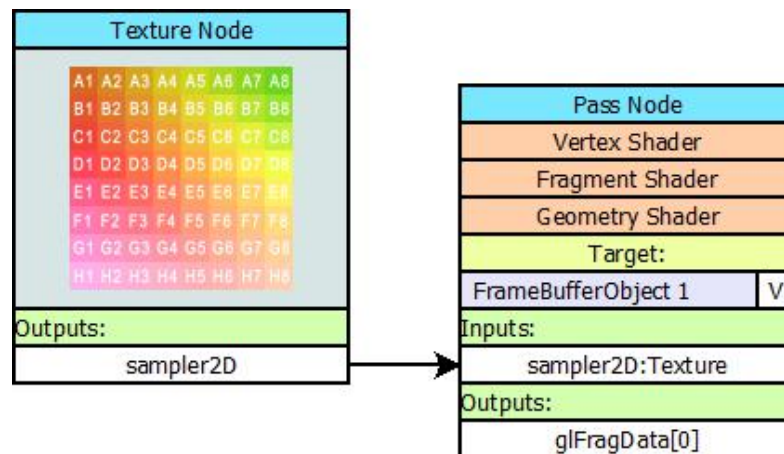 Texture Node
A1 A2 A3 A4 A5 A6 A7 A8
B1 B2 B3 B4 B5 B6 B7 B8
C1 C2 C3 C4 C5 C6 C7 C8
D1 D2 D3 D4 D5 D6 D7 D8
E1 E2 E3 E4 E5 E6 E7 E8
F1 F2 F3 F4 F5 F6 F7 F8
G1 G2 G3 G4 G5 G6 G7 G8
H1 H2 H3 H4 H5 H6 H7 H8
Outputs:
sampler2D
Pass Node
Vertex Shader
Fragment Shader
Geometry Shader
Target:
FrameBufferObject 1 V
Inputs:
sampler2D:Texture
Outputs:
glFragData[0]